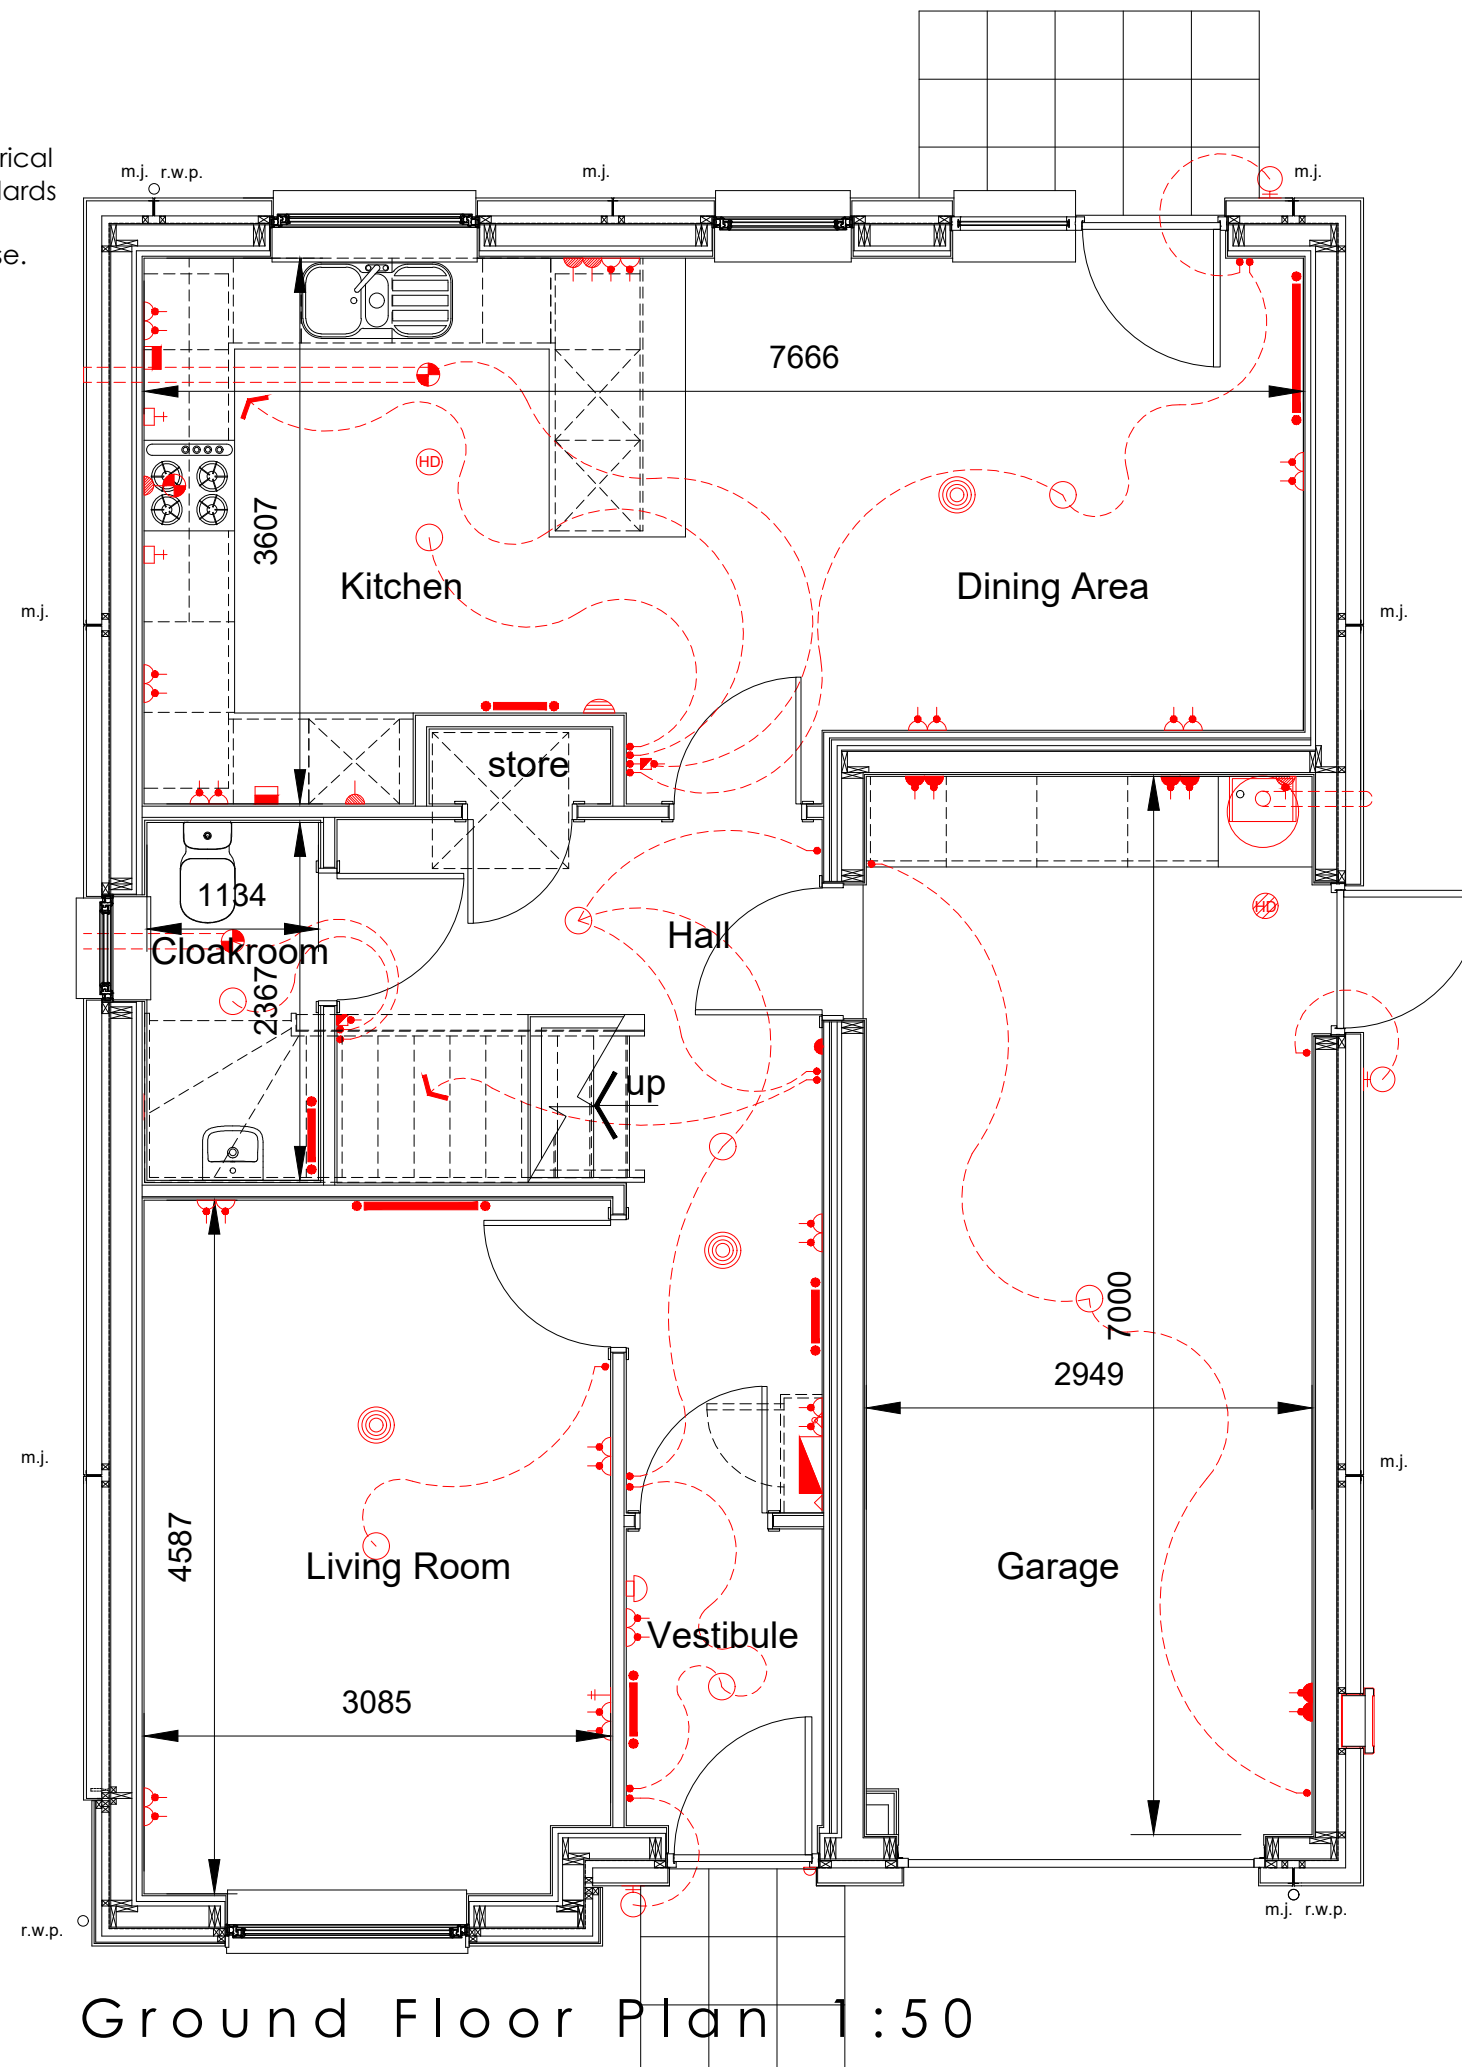 rical
m.j. r.w.p.
m.j.
m.j.
lards
se.
7666
HD
3607
Kitchen
Dining Area
m.j.
m.j.
store
1134
HD
Hall
Cloakroom
2367
up
7000
2949
m.j.
m.j.
4587
Living Room
Garage
Vestibule
3085
m.j. r.w.p.
r.w.p.
Ground Floor Plan 1:50